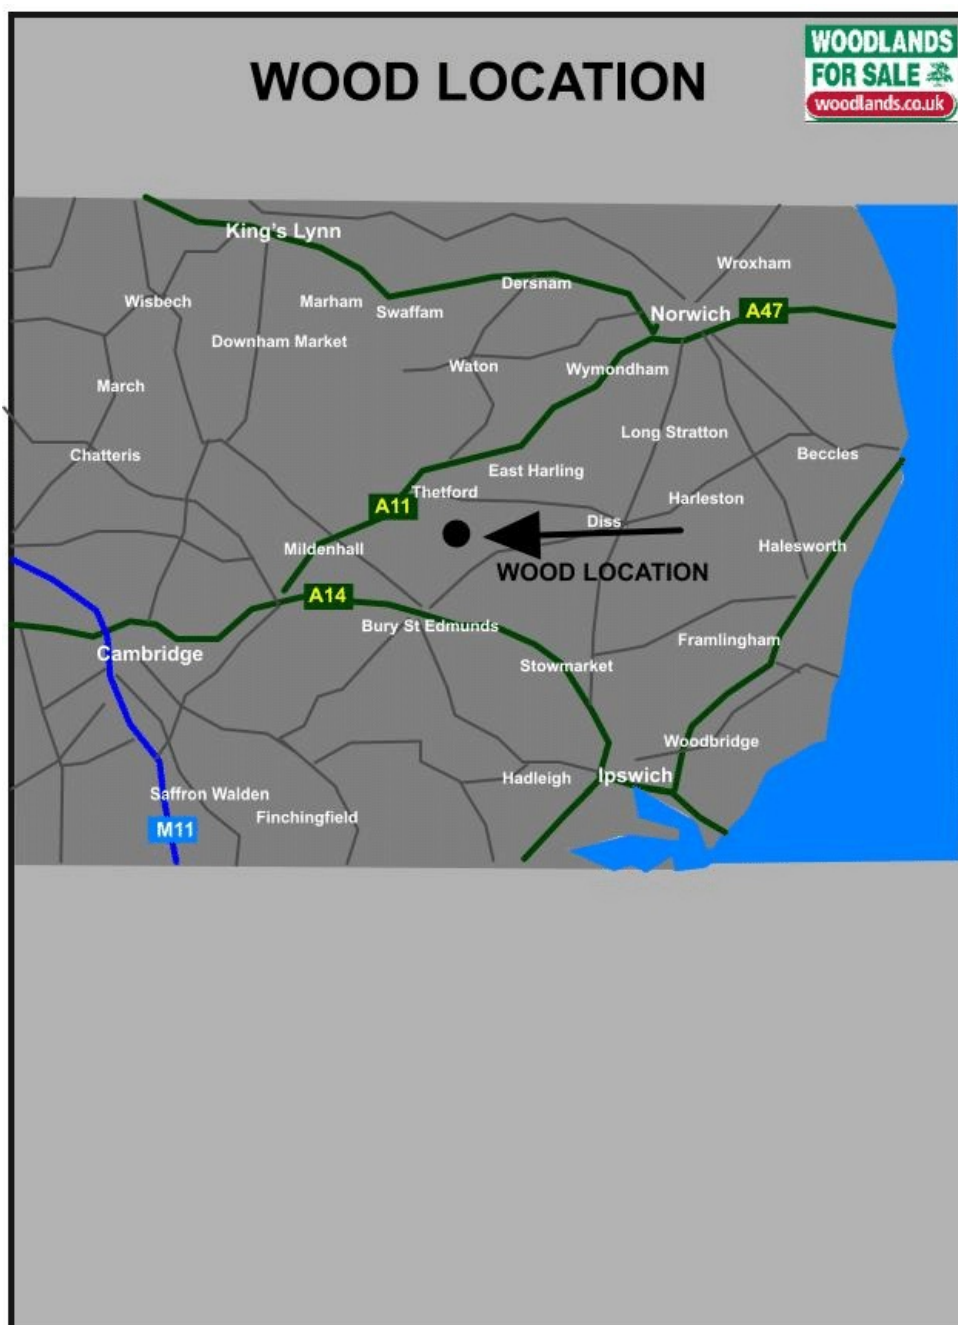 WOOD LOCATION
WOODLANDS
FOR SALE
woodlands.co.uk
King's Lynn
Wroxham
Dersnam
Wisbech
Marham
Swaffam
Norwich
A47
Downham Market
Waton
Wymondham
March
Long Stratton
Chatteris
Beccles
East Harling
Thetford
Harleston
A11
Diss
Mildenhall
Halesworth
WOOD LOCATION
A14
Bury St Edmunds
Framlingham
Cambridge
Stowmarket
Woodbridge
Hadleigh
Ipswich
Saffron Walden
Finchingfield
M11